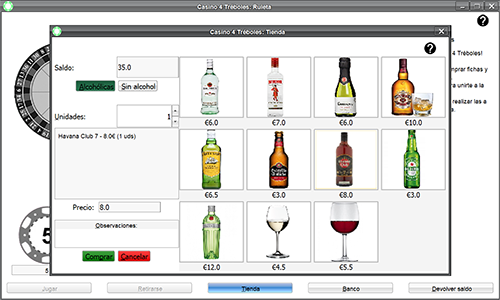 Casino 4 Tréboles: Ruleta
Casino 4 Tréboles: Tienda
Saldo:
35.0
Alcohólicas
Sin alcohol
Unidades:
1
Havana Club 7 - 8.0€ (1 uds)
Precio:
8.0
Observaciones:
Comprar
Cancelar
€6.0
€7.0
€6.0
€10.0
€6.5
€3.0
€8.0
€3.0
€12.0
€4.5
€5.5
4 Tréboles!
mprar fichas y
ara unirte a la
realizar las a
5
Jugar
Retirarse
Tienda
Banco
Devolver saldo